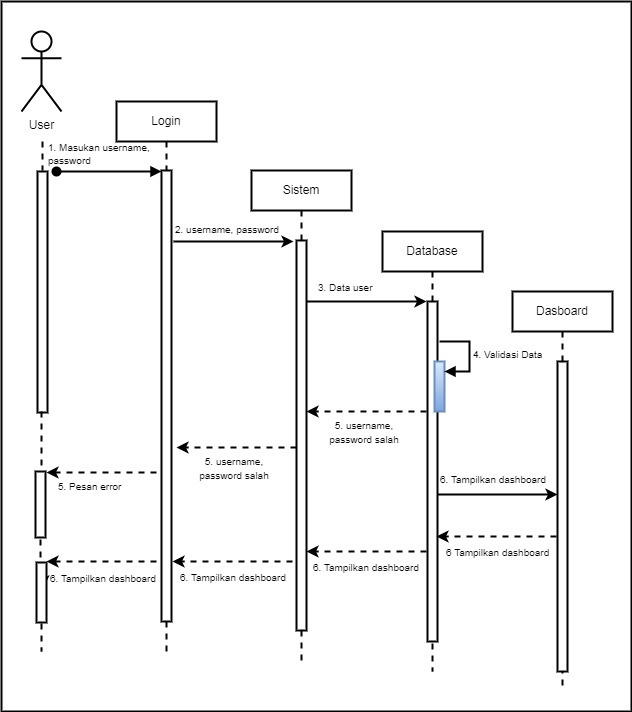 User
Login
1. Masukan username,
password
Sistem
2. username, password
Database
3. Data user
Dasboard
4. Validasi Data
5. username,
password salah
5. username,
password salah
5. Pesan error
6. Tampilkan dashboard
6 Tampilkan dashboard
6. Tampilkan dashboard
6. Tampilkan dashboard
6. Tampilkan dashboard